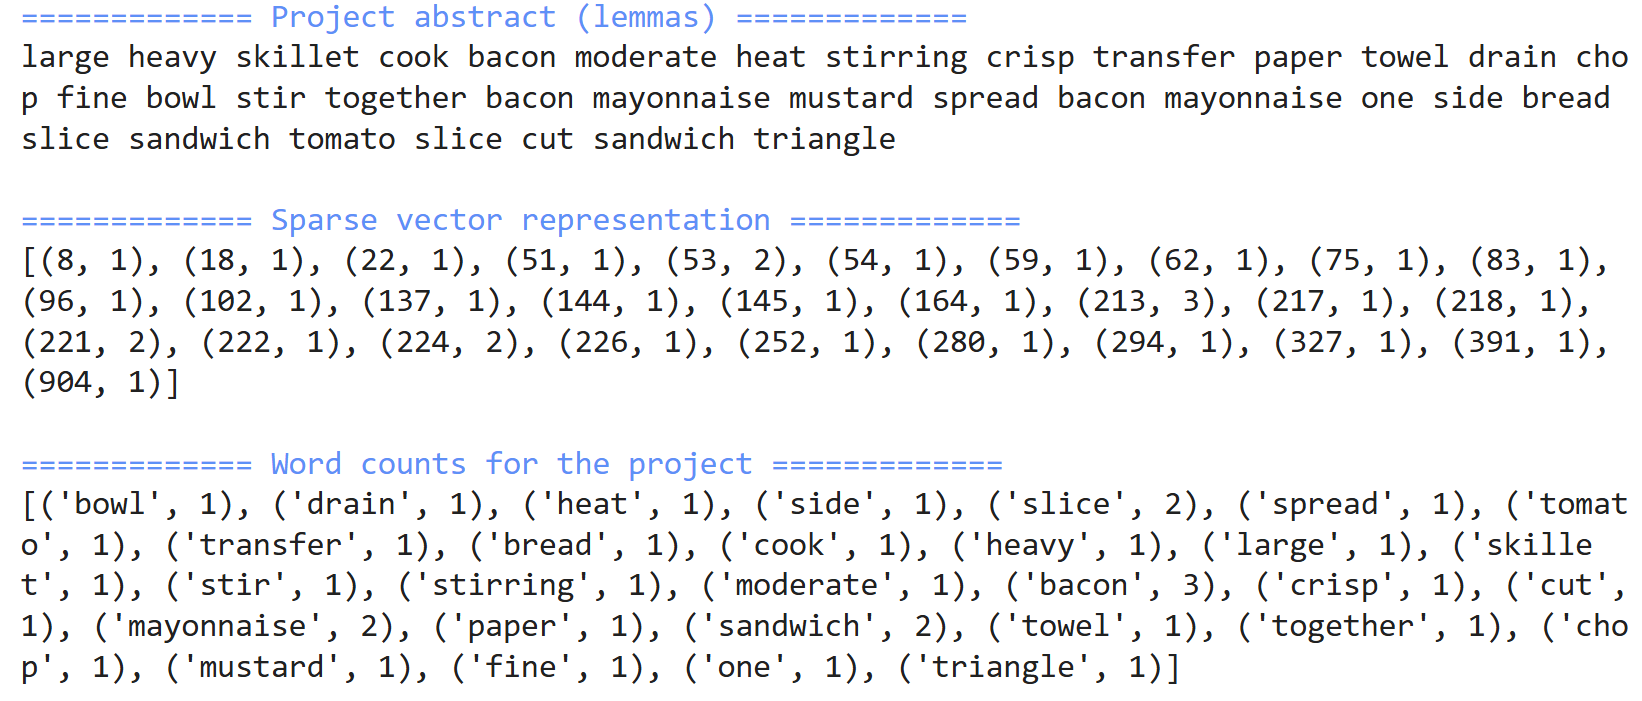 ============= Project abstract (lemmas) =============
large heavy skillet cook bacon moderate heat stirring crisp transfer paper towel drain cho
p fine bowl stir together bacon mayonnaise mustard spread bacon mayonnaise one side bread
slice sandwich tomato slice cut sandwich triangle
============= Sparse vector representation =============
[(8, 1), (18, 1), (22, 1), (51, 1), (53, 2), (54, 1), (59, 1), (62, 1), (75, 1), (83, 1),
(96, 1), (102, 1), (137, 1), (144, 1), (145, 1), (164, 1), (213, 3), (217, 1), (218, 1),
(221, 2), (222, 1), (224, 2), (226, 1), (252, 1), (280, 1), (294, 1), (327, 1), (391, 1),
(904, 1)]
============= Word counts for the project =============
[('bowl', 1), ('drain', 1), ('heat', 1), ('side', 1), ('slice', 2), ('spread', 1), ('tomat
o', 1), ('transfer', 1), ('bread', 1), ('cook', 1), ('heavy', 1), ('large', 1), ('skille
t', 1), ('stir', 1), ('stirring', 1), ('moderate', 1), ('bacon', 3), ('crisp', 1), ('cut',
1), ('mayonnaise', 2), ('paper', 1), ('sandwich', 2), ('towel', 1), ('together', 1), ('cho
p', 1), ('mustard', 1), ('fine', 1), ('one', 1), ('triangle', 1)]